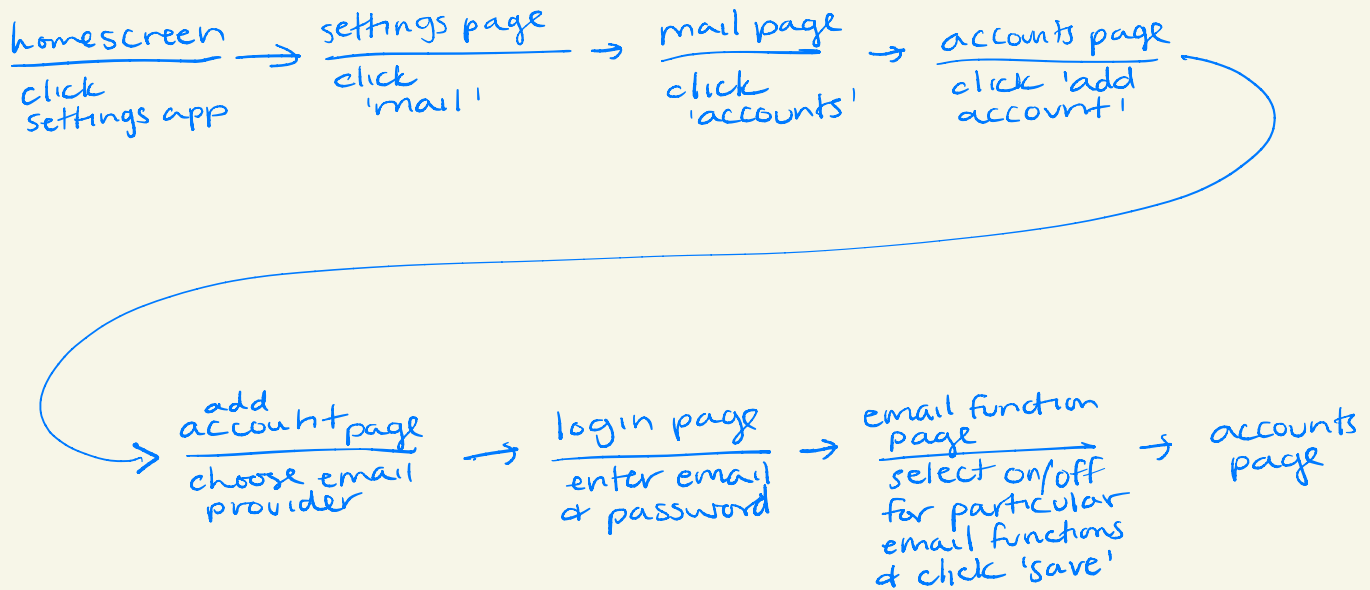 homescreen
click
settings app
settings page
click
'mail'
mail page
click
'accounts'
accounts page
click 'add
account'
add
account page
choose email
provider
login page
enter email
& password
email function
page
select on/off
for particular
email functions
& click 'save'
accounts
page